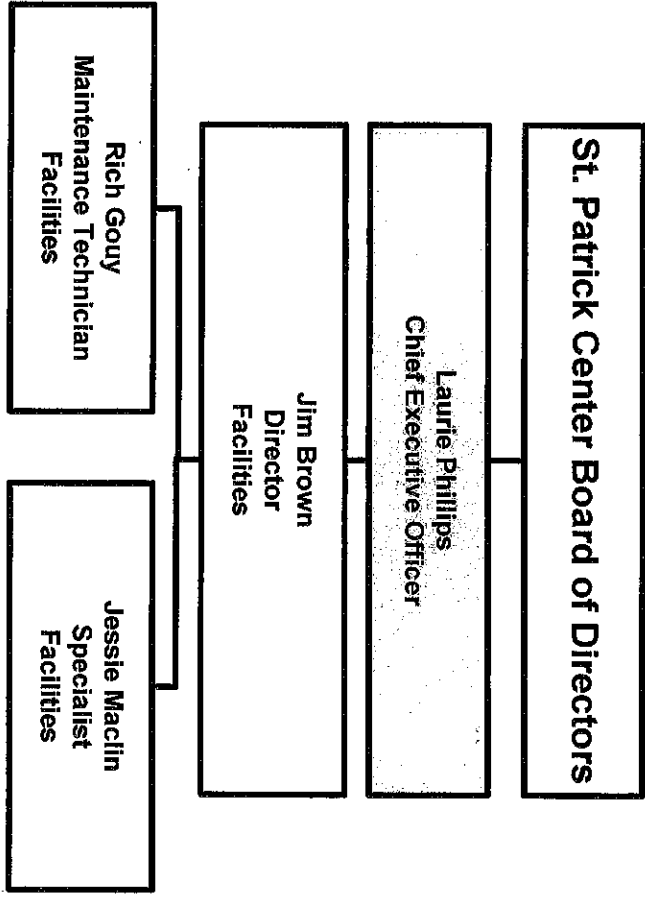 St. Patrick Center Board of Directors
Laurie Phillips
Chief Executive Officer
Jim Brown
Director
Facilities
Rich Gouy
Maintenance Technician
Facilities
Jessie Maclin
Specialist
Facilities